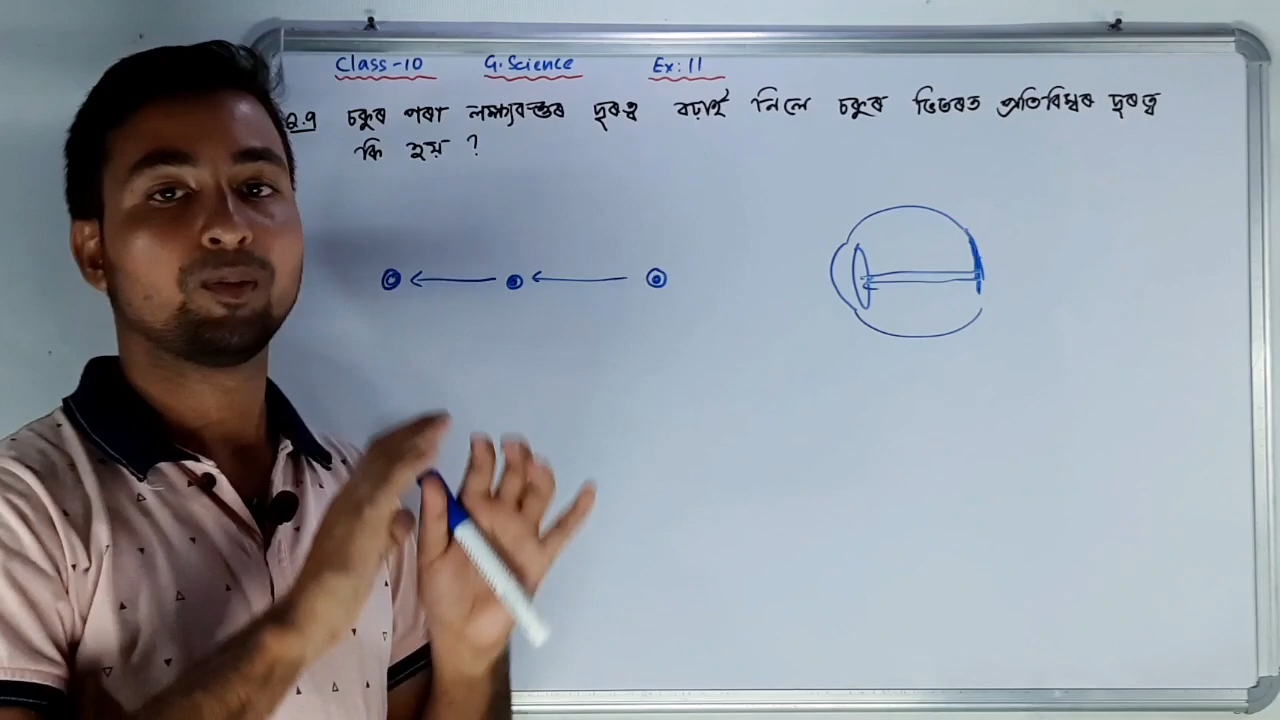 Class-10 G.Science Ex: 11
Q.9 চকুৰ পৰা লক্ষ্যবস্তুৰ দূৰত্ব বঢ়াই নিলে চকুৰ ভিতৰত প্ৰতিবিম্বৰ দূৰত্ব
কি হয় ?